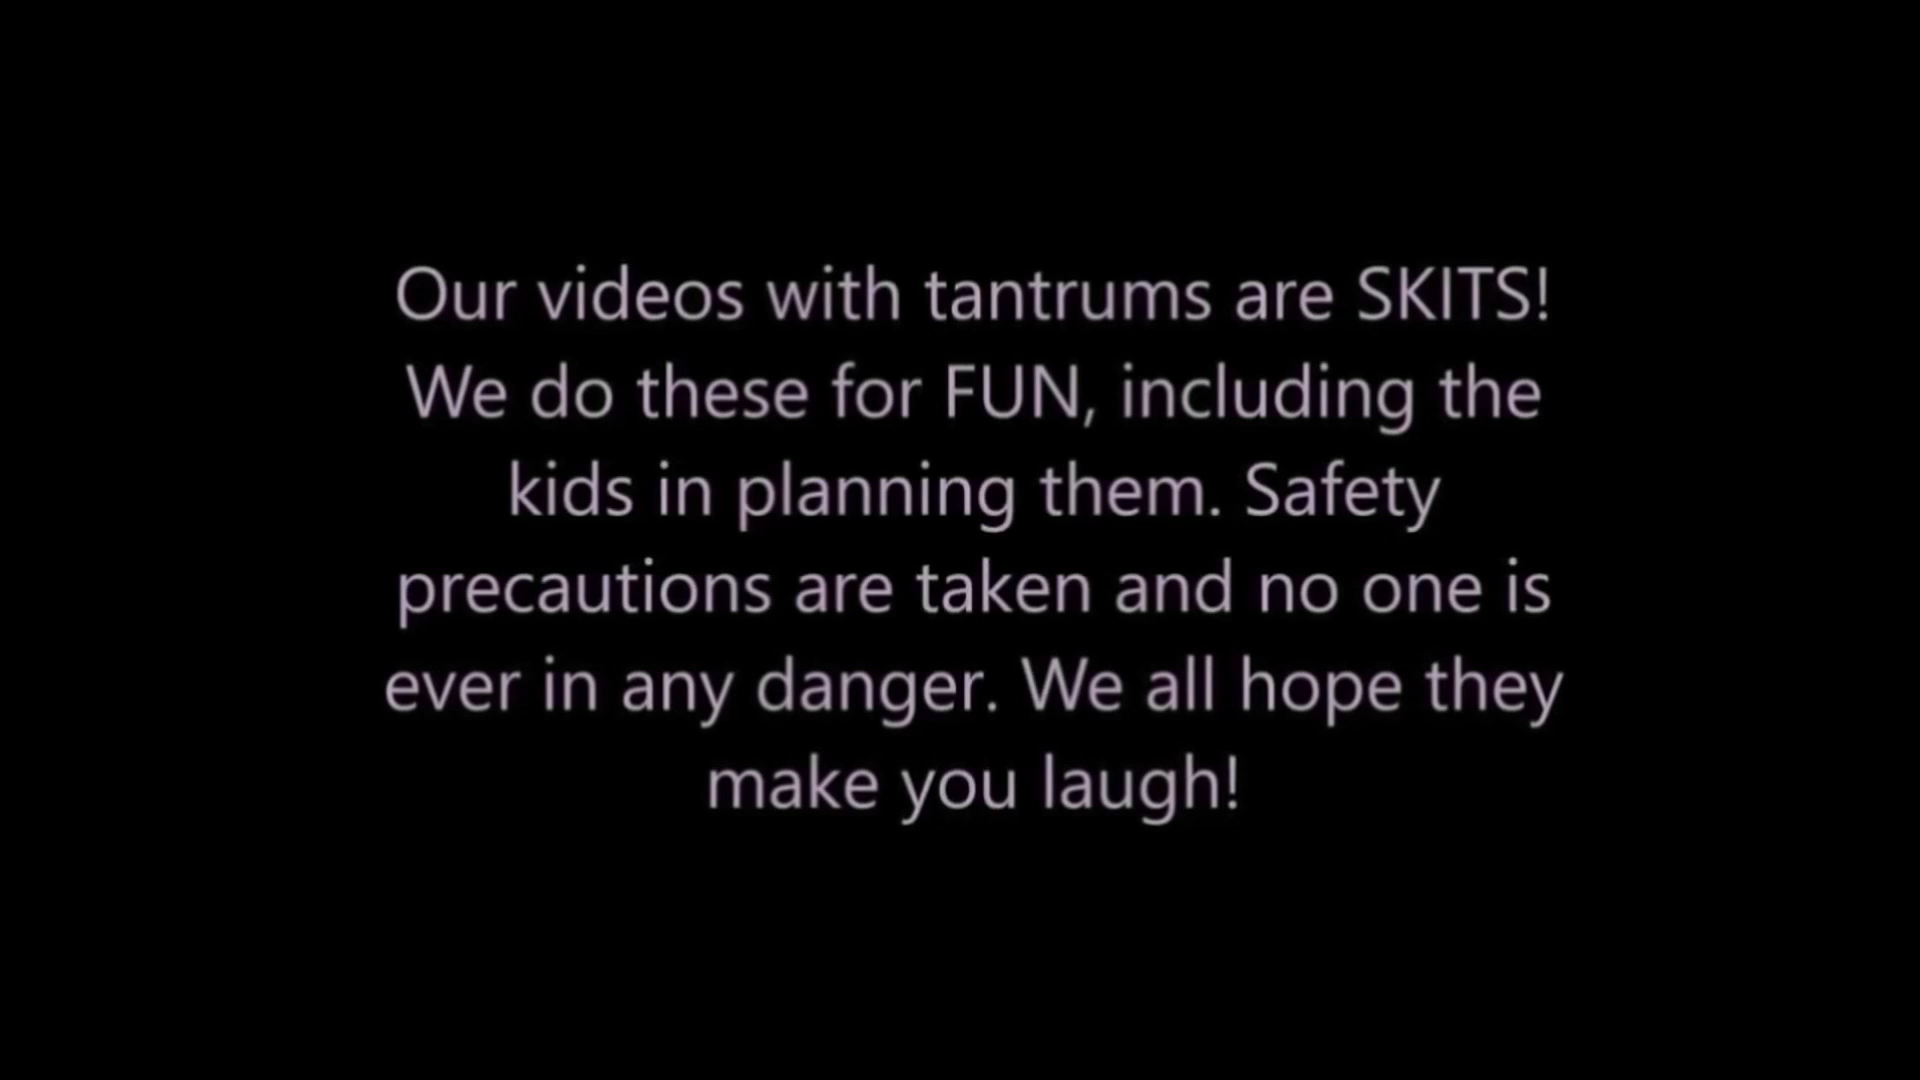 Our videos with tantrums are SKITS!
We do these for FUN, including the
kids in planning them. Safety
precautions are taken and no one is
ever in any danger. We all hope they
make you laugh!